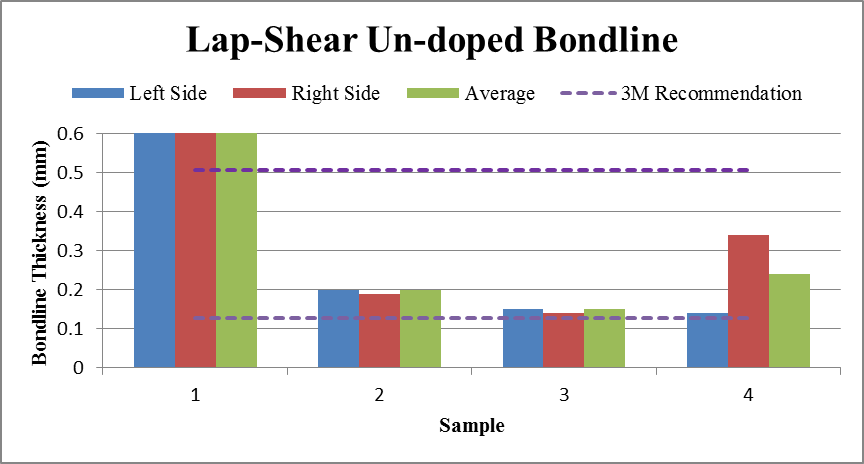 Lap-Shear Un-doped Bondline
Left Side Right Side Average 3M Recommendation
Bondline Thickness (mm)
0.6
0.5
0.4
0.3
0.2
0.1
0
1 2 3 4
Sample